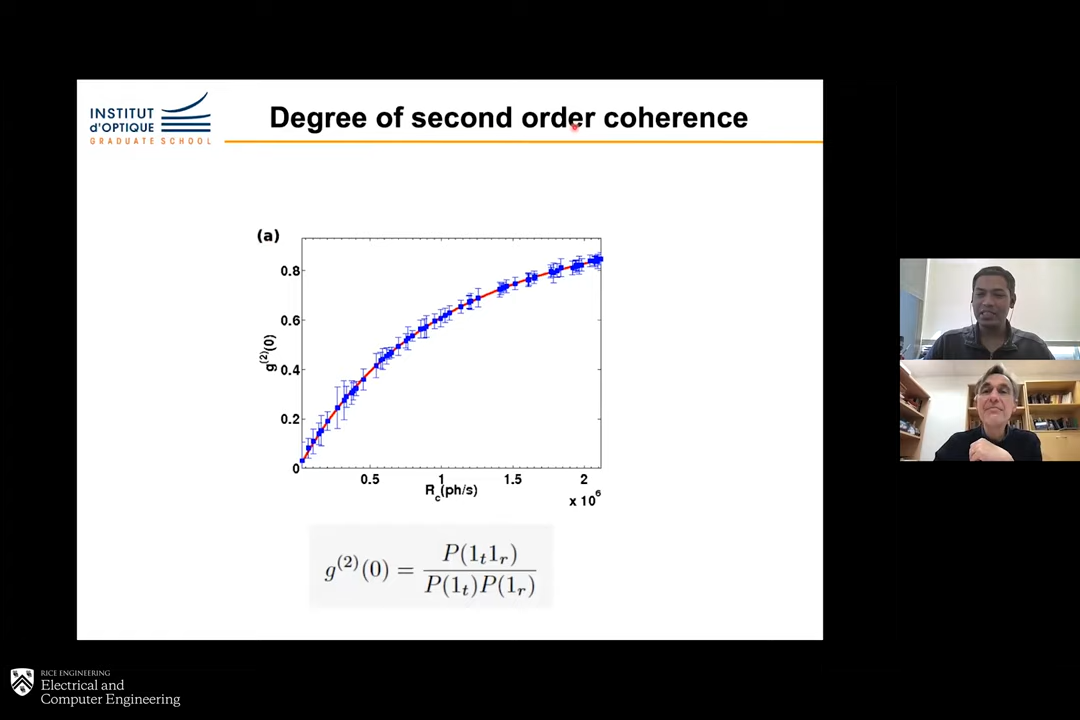 INSTITUT
d'OPTIQUE
GRADUATE SCHOOL
Degree of second order coherence
(a)
g(2)(0)
0.8
0.6
0.4
0.2
0
0.5
1
1.5
2
Rc(ph/s)
x 10^6
g^(2)(0) = P(1_t 1_r) / P(1_t)P(1_r)
RICE ENGINEERING
Electrical and
Computer Engineering